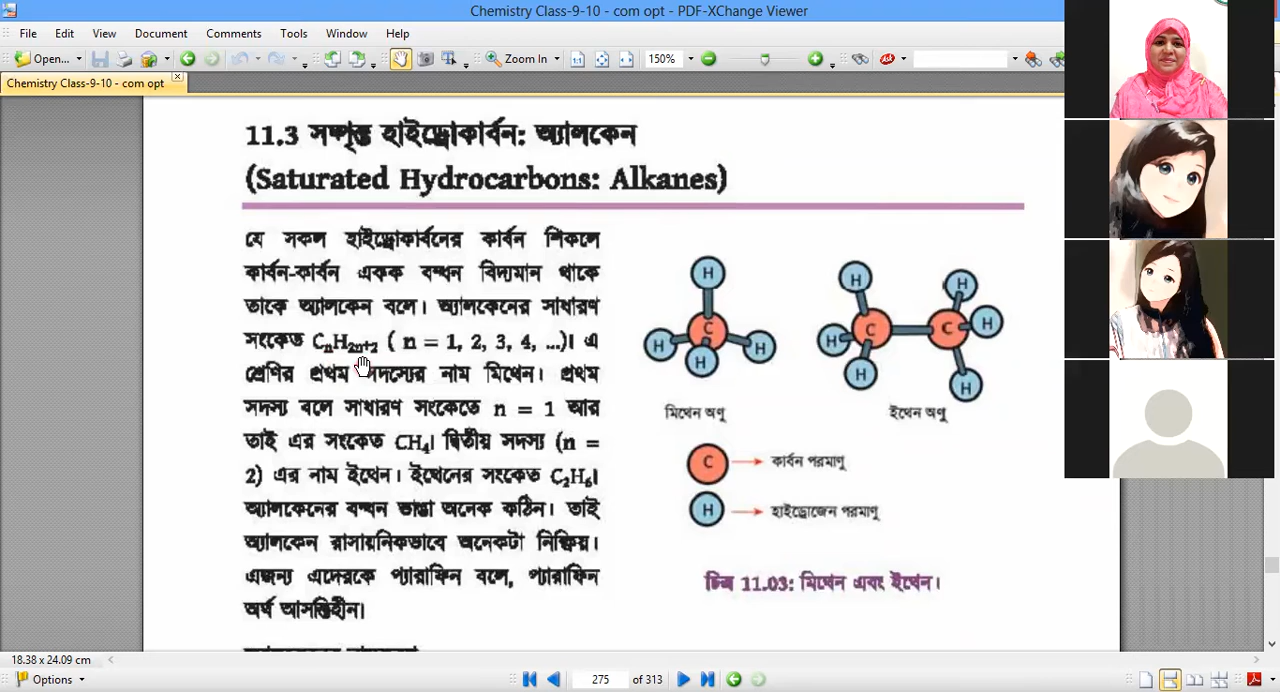 Chemistry Class-9-10 - com opt - PDF-XChange Viewer
File Edit View Document Comments Tools Window Help
Open... Zoom In 150%
Chemistry Class-9-10 - com opt
11.3 সম্পৃক্ত হাইড্রোকার্বন: অ্যালকেন
(Saturated Hydrocarbons: Alkanes)
যে সকল হাইড্রোকার্বনের কার্বন শিকলে
কার্বন-কার্বন একক বন্ধন বিদ্যমান থাকে
তাকে অ্যালকেন বলে। অ্যালকেনের সাধারণ
সংকেত CₙH₂ₙ₊₂ ( n = 1, 2, 3, 4, ...)। এ
শ্রেণির প্রথম সদস্যের নাম মিথেন। প্রথম
সদস্য বলে সাধারণ সংকেতে n = 1 আর
তাই এর সংকেত CH₄। দ্বিতীয় সদস্য (n =
2) এর নাম ইথেন। ইথেনের সংকেত C₂H₆।
অ্যালকেনের বন্ধন ভাঙা অনেক কঠিন। তাই
অ্যালকেন রাসায়নিকভাবে অনেকটা নিষ্ক্রিয়।
এজন্য এদেরকে প্যারাফিন বলে, প্যারাফিন
অর্থ আসক্তিহীন।
H
H C H
H
H H
H C C H
H H
মিথেন অণু ইথেন অণু
C কার্বন পরমাণু
H হাইড্রোজেন পরমাণু
চিত্র 11.03: মিথেন এবং ইথেন।
18.38 x 24.09 cm
Options 275 of 313